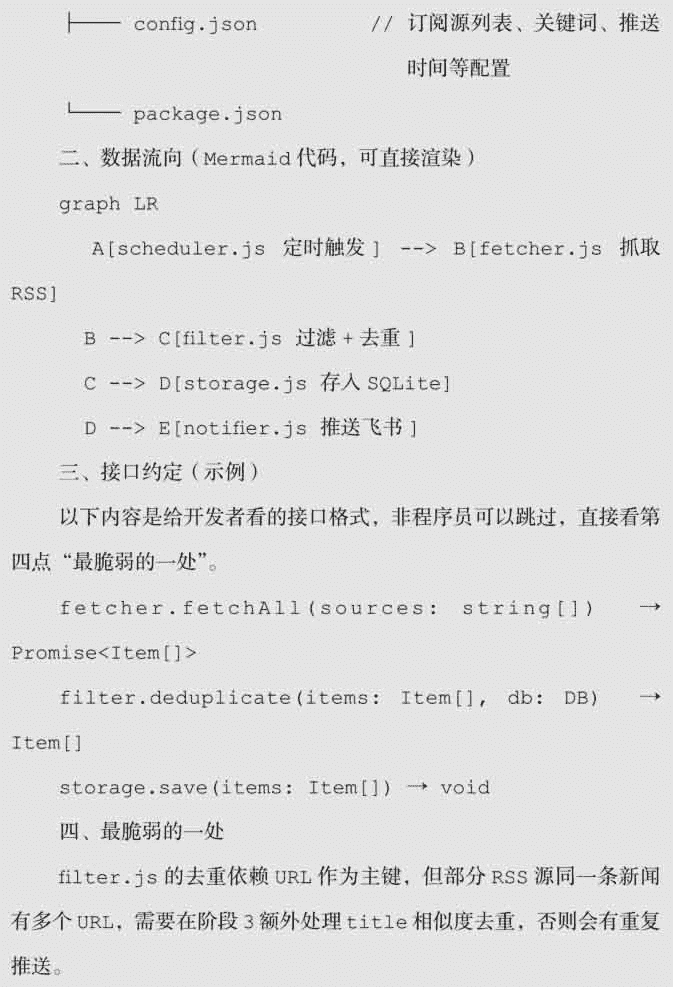 ├── config.json // 订阅源列表、关键词、推送
时间等配置
└── package.json
二、数据流向（Mermaid 代码，可直接渲染）
graph LR
A[scheduler.js 定时触发] --> B[fetcher.js 抓取
RSS]
B --> C[filter.js 过滤 + 去重]
C --> D[storage.js 存入 SQLite]
D --> E[notifier.js 推送飞书]
三、接口约定（示例）
以下内容是给开发者看的接口格式，非程序员可以跳过，直接看第
四点“最脆弱的一处”。
fetcher.fetchAll(sources: string[]) →
Promise<Item[]>
filter.deduplicate(items: Item[], db: DB) →
Item[]
storage.save(items: Item[]) → void
四、最脆弱的一处
filter.js 的去重依赖 URL 作为主键，但部分 RSS 源同一条新闻
有多个 URL，需要在阶段 3 额外处理 title 相似度去重，否则会有重复
推送。